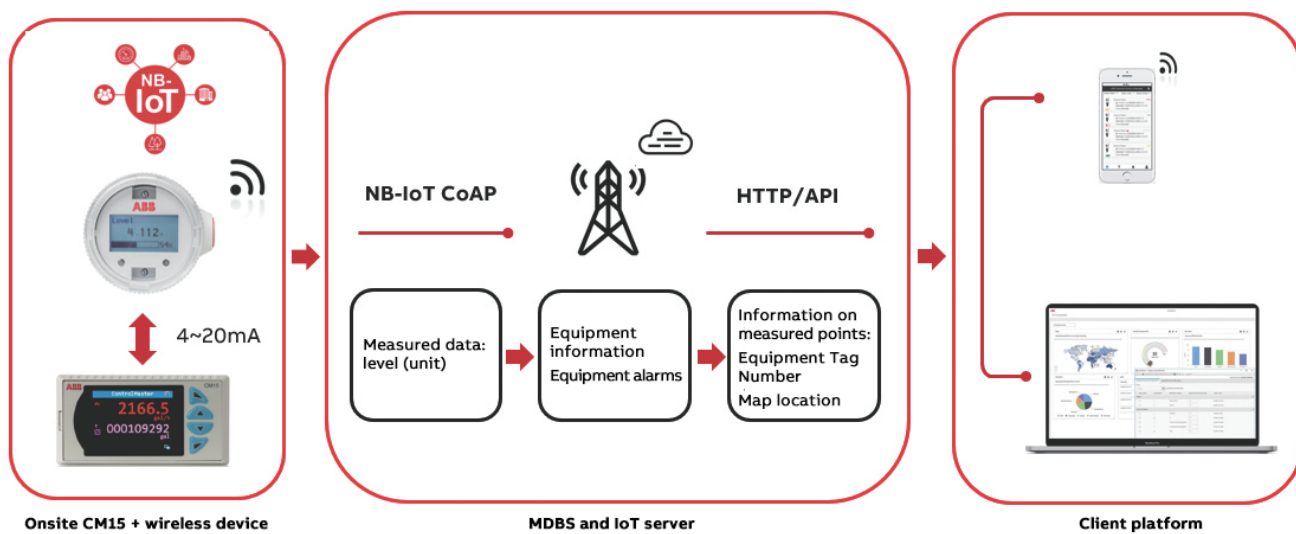 NB-
IoT
ABB
Level
4.112
4~20mA
ABB
CM15
ControlMaster
2166.5
gal/h
000109292
gal
Onsite CM15 + wireless device
NB-IoT CoAP
HTTP/API
Measured data:
level (unit)
Equipment
information
Equipment alarms
Information on
measured points:
Equipment Tag
Number
Map location
MDBS and IoT server
Client platform